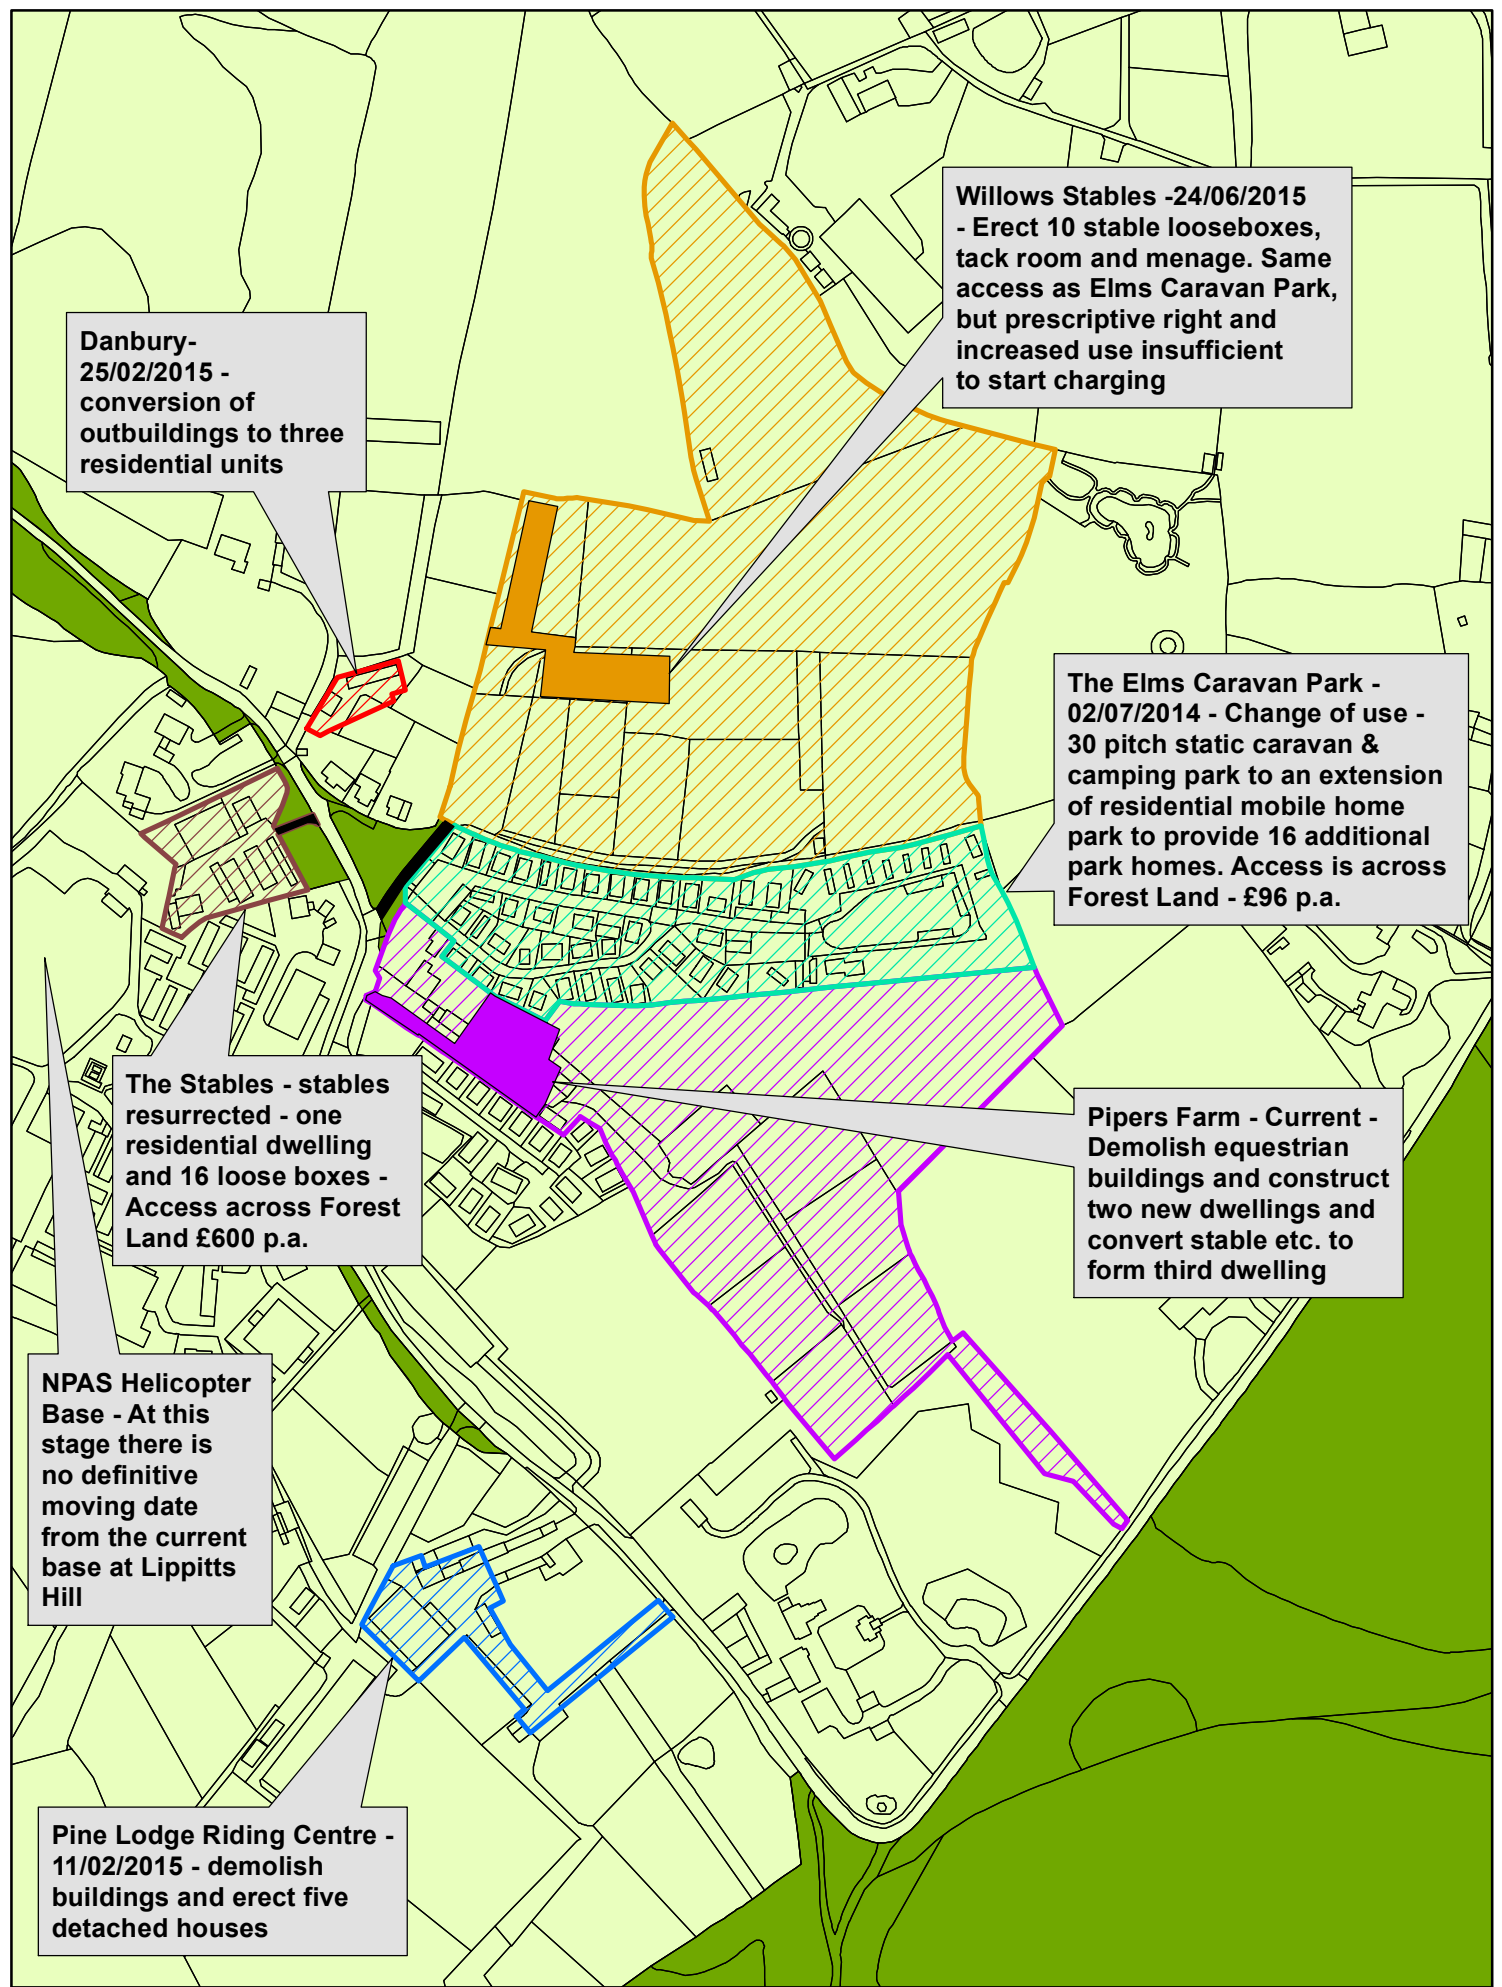 Willows Stables -24/06/2015
- Erect 10 stable looseboxes,
tack room and menage. Same
access as Elms Caravan Park,
but prescriptive right and
increased use insufficient
to start charging
Danbury-
25/02/2015 -
conversion of
outbuildings to three
residential units
The Elms Caravan Park -
02/07/2014 - Change of use -
30 pitch static caravan &
camping park to an extension
of residential mobile home
park to provide 16 additional
park homes. Access is across
Forest Land - £96 p.a.
The Stables - stables
resurrected - one
residential dwelling
and 16 loose boxes -
Access across Forest
Land £600 p.a.
Pipers Farm - Current -
Demolish equestrian
buildings and construct
two new dwellings and
convert stable etc. to
form third dwelling
NPAS Helicopter
Base - At this
stage there is
no definitive
moving date
from the current
base at Lippitts
Hill
Pine Lodge Riding Centre -
11/02/2015 - demolish
buildings and erect five
detached houses